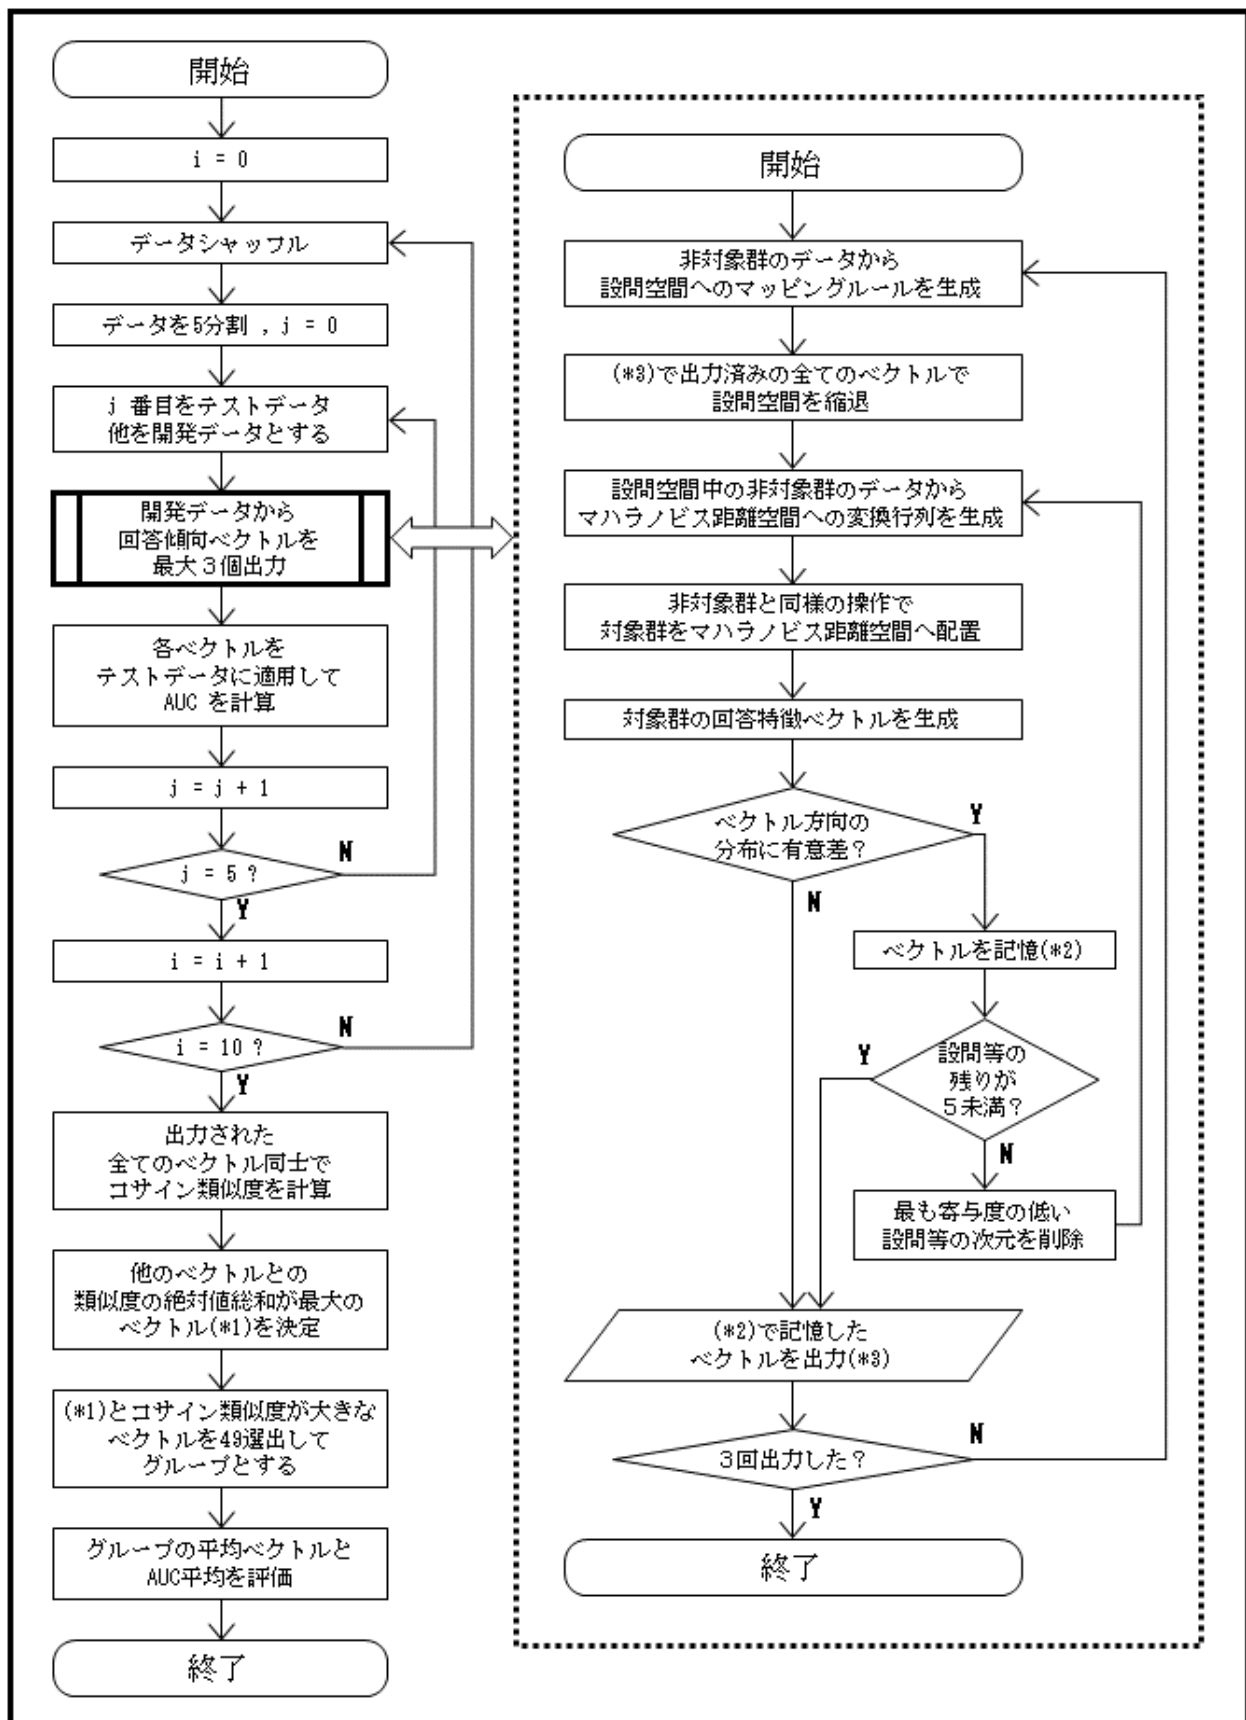 開始
i = 0
データシャッフル
データを5分割 , j = 0
j 番目をテストデータ
他を開発データとする
開発データから
回答傾向ベクトルを
最大３個出力
各ベクトルを
テストデータに適用して
AUC を計算
j = j + 1
j = 5 ?
N
Y
i = i + 1
i = 10 ?
N
Y
出力された
全てのベクトル同士で
コサイン類似度を計算
他のベクトルとの
類似度の絶対値総和が最大の
ベクトル(*1)を決定
(*1)とコサイン類似度が大きな
ベクトルを49選出して
グループとする
グループの平均ベクトルと
AUC平均を評価
終了
開始
非対象群のデータから
設問空間へのマッピングルールを生成
(*3)で出力済みの全てのベクトルで
設問空間を縮退
設問空間中の非対象群のデータから
マハラノビス距離空間への変換行列を生成
非対象群と同様の操作で
対象群をマハラノビス距離空間へ配置
対象群の回答特徴ベクトルを生成
ベクトル方向の
分布に有意差？
Y
N
ベクトルを記憶(*2)
設問等の
残りが
５未満？
Y
N
最も寄与度の低い
設問等の次元を削除
(*2)で記憶した
ベクトルを出力(*3)
３回出力した？
N
Y
終了